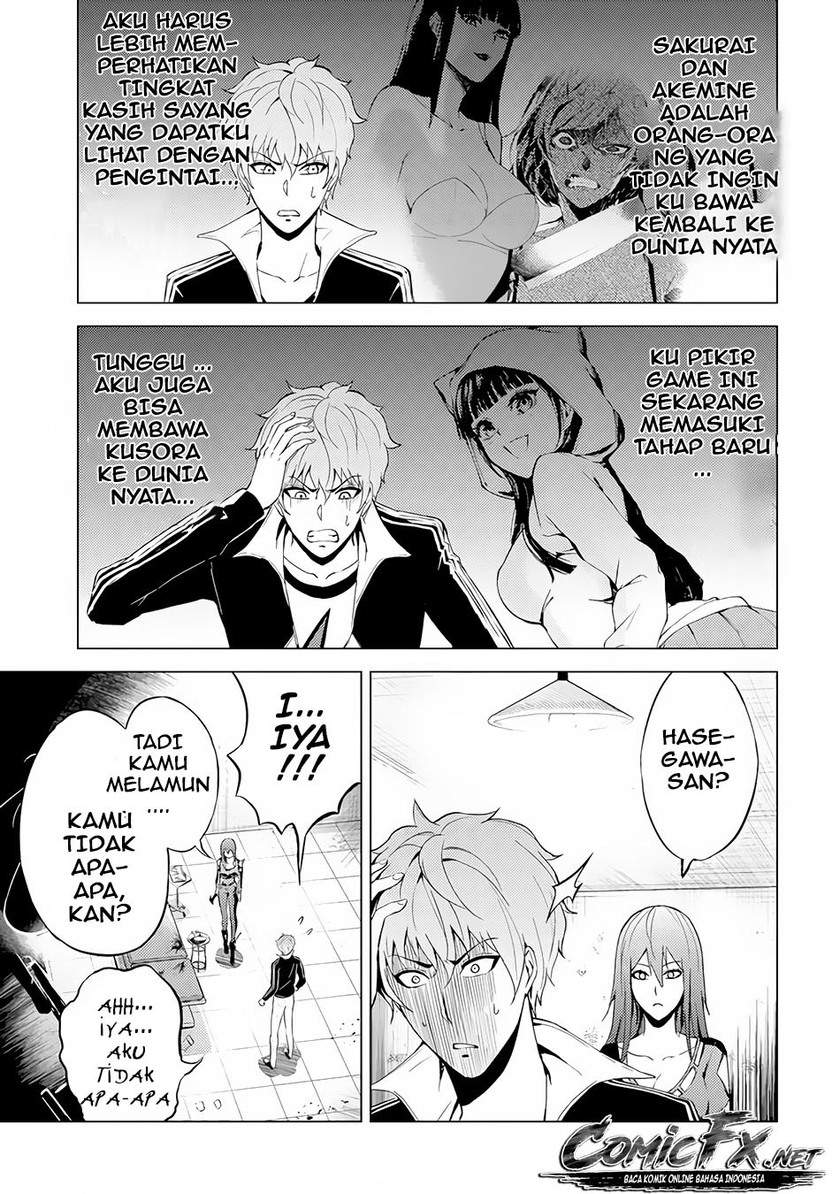 SAKURAI
DAN
AKEMINE
ADALAH
ORANG-ORA
NG YANG
TIDAK INGIN
KU BAWA
KEMBALI KE
DUNIA NYATA
AKU HARUS
LEBIH MEM-
PERHATIKAN
TINGKAT
KASIH SAYANG
YANG DAPATKU
LIHAT DENGAN
PENGINTAI...
KU PIKIR
GAME INI
SEKARANG
MEMASUKI
TAHAP BARU
...
TUNGGU ...
AKU JUGA
BISA
MEMBAWA
KUSORA
KE DUNIA
NYATA...
HASE-
GAWA-
SAN?
I...
IYA
!!!
TADI
KAMU
MELAMUN
....
KAMU
TIDAK
APA-
APA,
KAN?
AHH...
IYA...
AKU
TIDAK
APA-APA
COMICFX.NET
BACA KOMIK ONLINE BAHASA INDONESIA